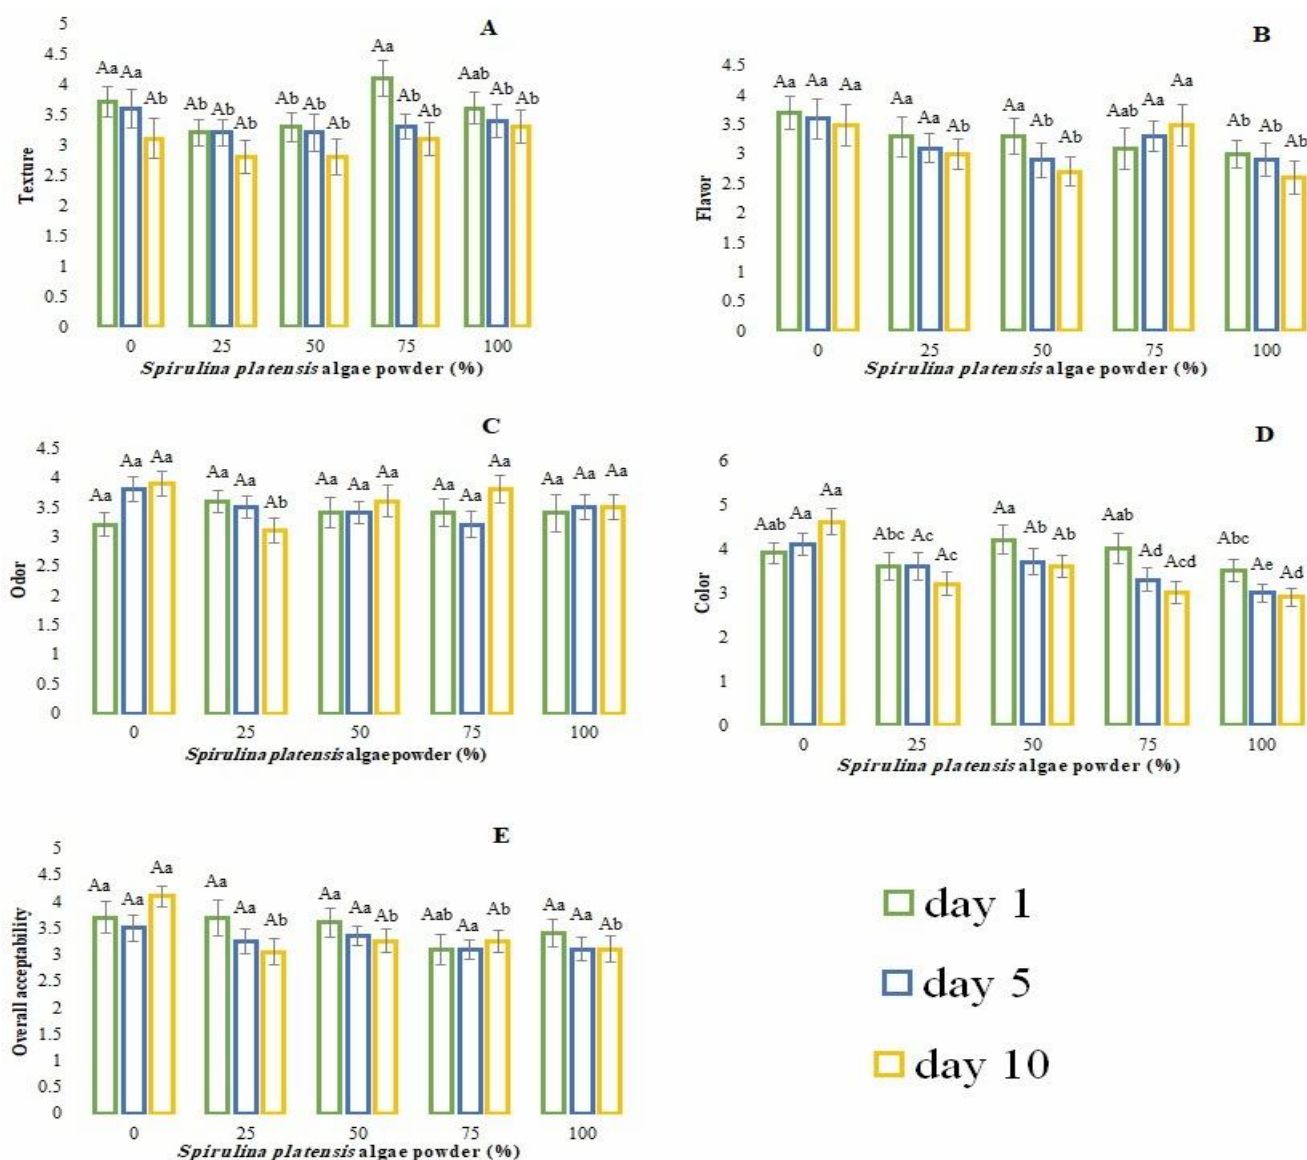 A
5
4.5
4
3.5
3
2.5
2
1.5
1
0.5
0
Texture
Aa Aa Ab Ab Ab Ab Ab Ab Ab Aa Ab Ab Aab Ab Ab
0 25 50 75 100
Spirulina platensis algae powder (%)
B
4.5
4
3.5
3
2.5
2
1.5
1
0.5
0
Flavor
Aa Aa Aa Aa Aa Ab Aa Ab Ab Aab Aa Aa Ab Ab Ab
0 25 50 75 100
Spirulina platensis algae powder (%)
C
4.5
4
3.5
3
2.5
2
1.5
1
0.5
0
Odor
Aa Aa Aa Aa Aa Ab Aa Aa Aa Aa Aa Aa Aa Aa Aa
0 25 50 75 100
Spirulina platensis algae powder (%)
D
6
5
4
3
2
1
0
Color
Aab Aa Aa Abc Ac Ac Aa Ab Ab Aab Ad Acd Abc Ae Ad
0 25 50 75 100
Spirulina platensis algae powder (%)
E
5
4.5
4
3.5
3
2.5
2
1.5
1
0.5
0
Overall acceptability
Aa Aa Aa Aa Aa Ab Aa Aa Ab Aab Aa Ab Aa Aa Ab
0 25 50 75 100
Spirulina platensis algae powder (%)
day 1
day 5
day 10